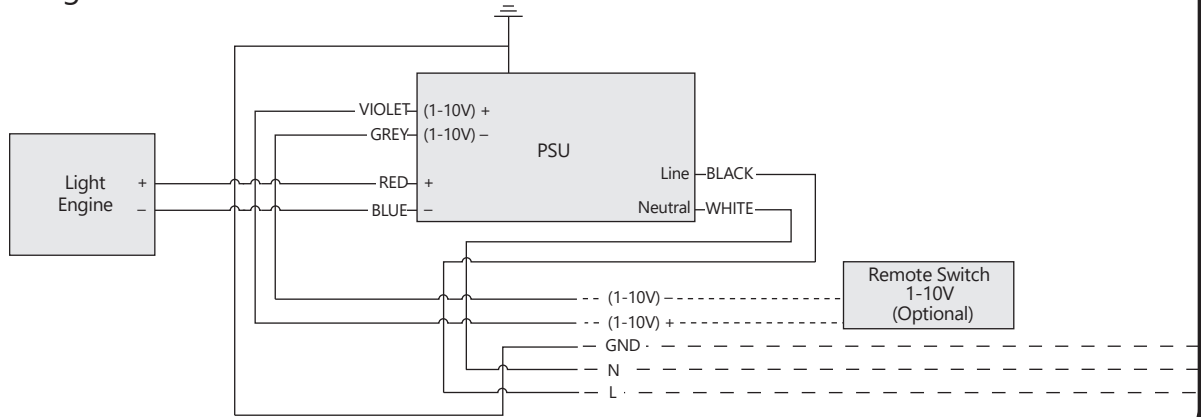 VIOLET (1-10V) +
GREY (1-10V) –
PSU
Light
Engine
+
–
RED +
BLUE –
Line BLACK
Neutral WHITE
Remote Switch
1-10V
(Optional)
(1-10V) –
(1-10V) +
GND
N
L